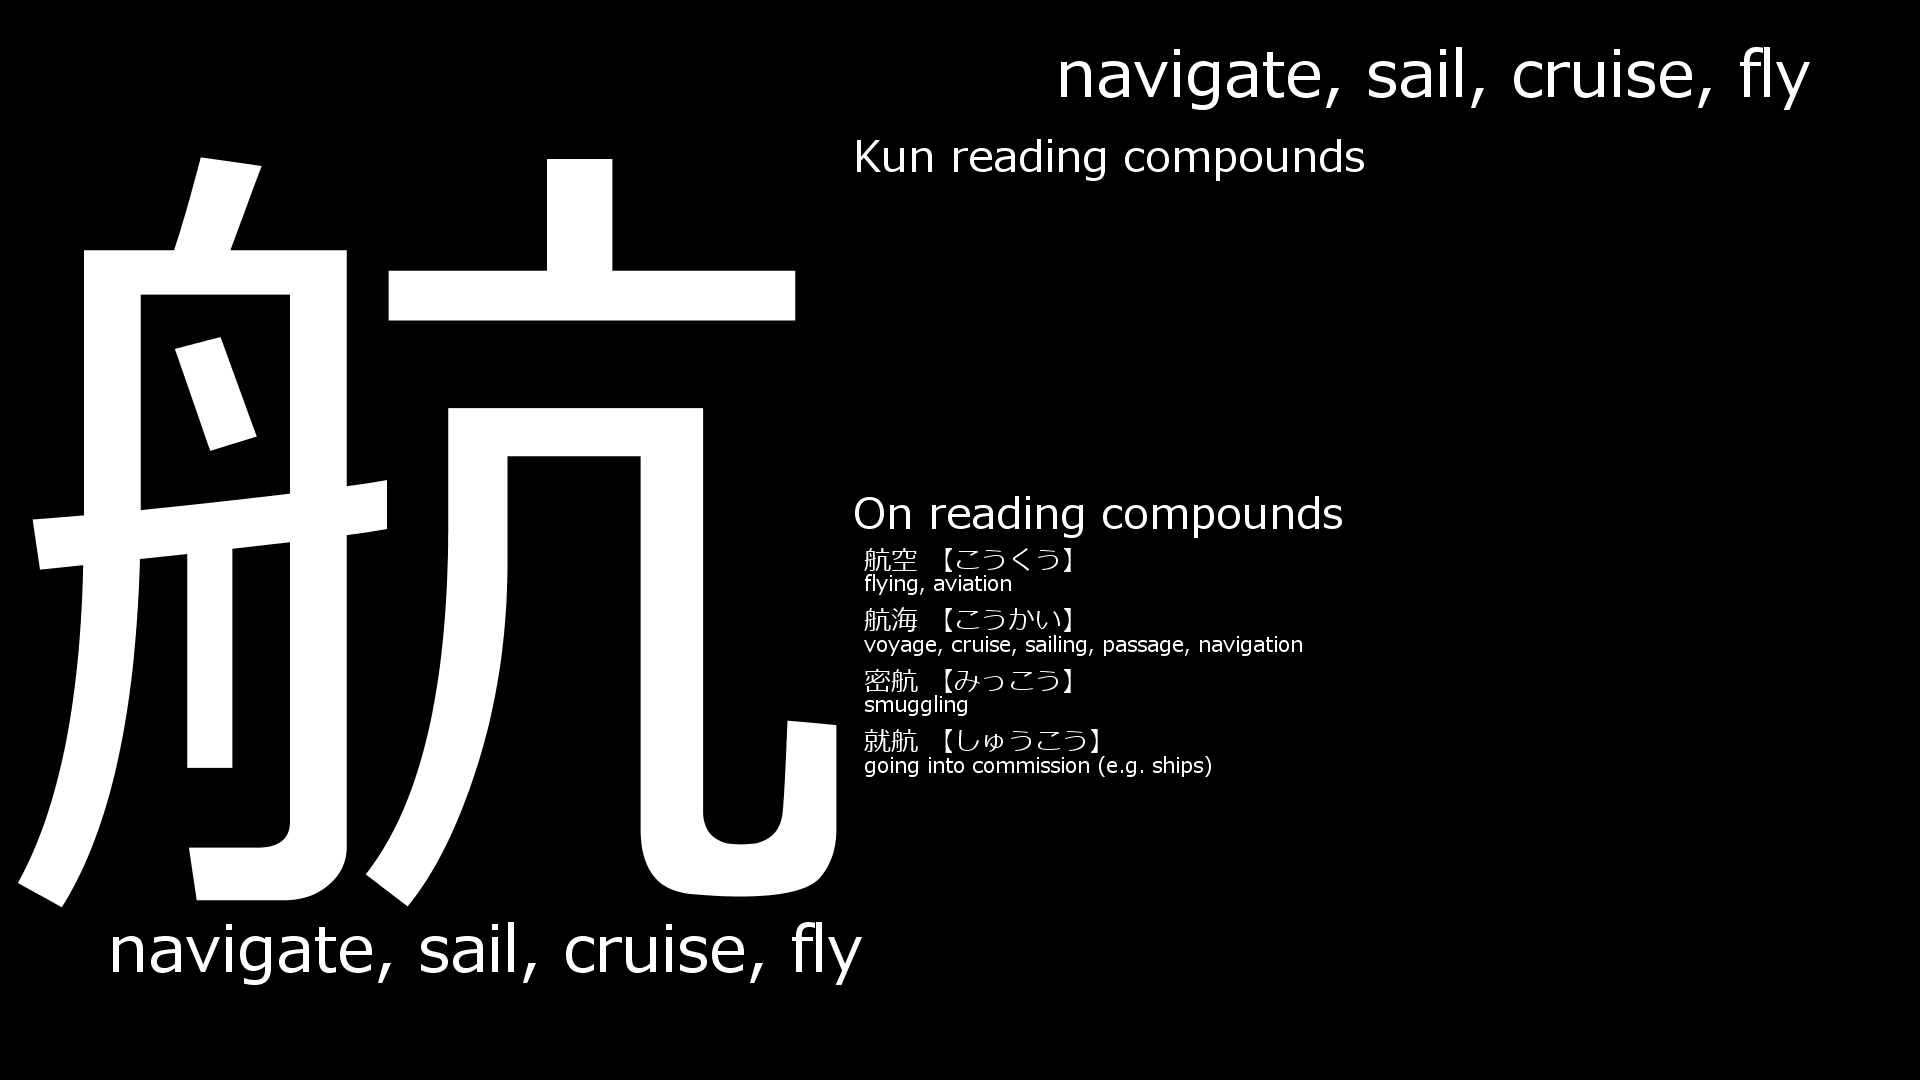 航
navigate, sail, cruise, fly
navigate, sail, cruise, fly
Kun reading compounds
On reading compounds
航空 【こうくう】
flying, aviation
航海 【こうかい】
voyage, cruise, sailing, passage, navigation
密航 【みっこう】
smuggling
就航 【しゅうこう】
going into commission (e.g. ships)